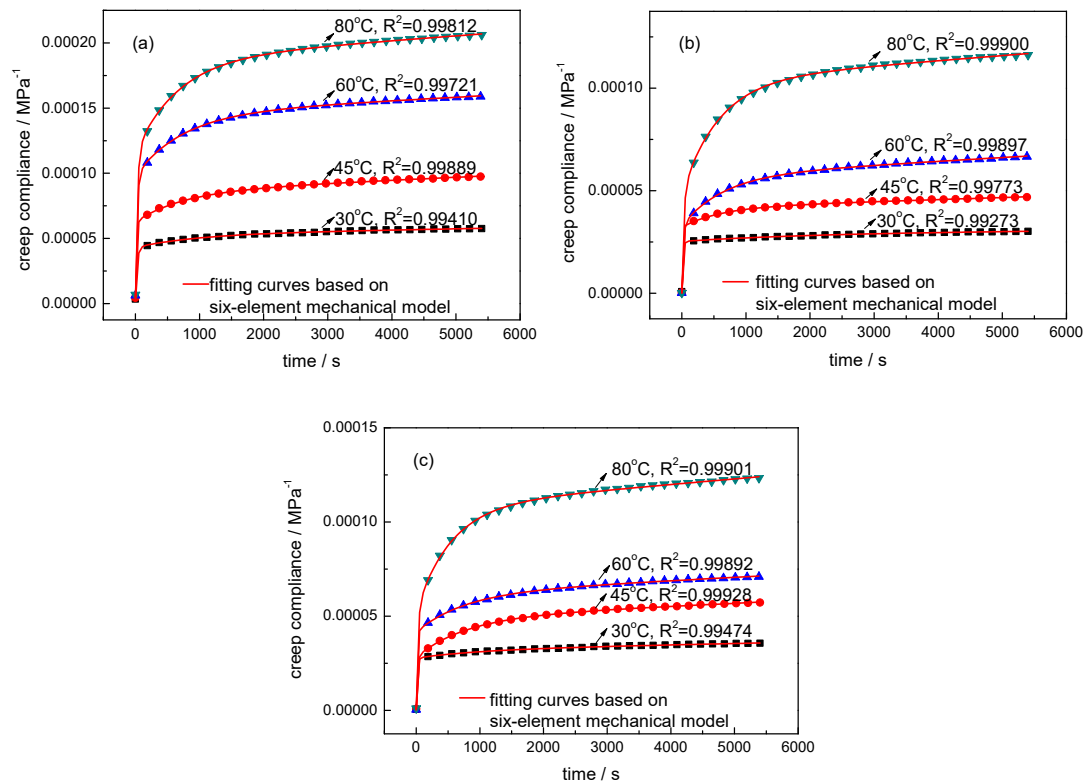 (a)
80°C, R²=0.99812
60°C, R²=0.99721
45°C, R²=0.99889
30°C, R²=0.99410
fitting curves based on
six-element mechanical model
creep compliance / MPa⁻¹
0.00020
0.00015
0.00010
0.00005
0.00000
0 1000 2000 3000 4000 5000 6000
time / s
(b)
80°C, R²=0.99900
60°C, R²=0.99897
45°C, R²=0.99773
30°C, R²=0.99273
fitting curves based on
six-element mechanical model
creep compliance / MPa⁻¹
0.00010
0.00005
0.00000
0 1000 2000 3000 4000 5000 6000
time / s
(c)
80°C, R²=0.99901
60°C, R²=0.99892
45°C, R²=0.99928
30°C, R²=0.99474
fitting curves based on
six-element mechanical model
creep compliance / MPa⁻¹
0.00015
0.00010
0.00005
0.00000
0 1000 2000 3000 4000 5000 6000
time / s